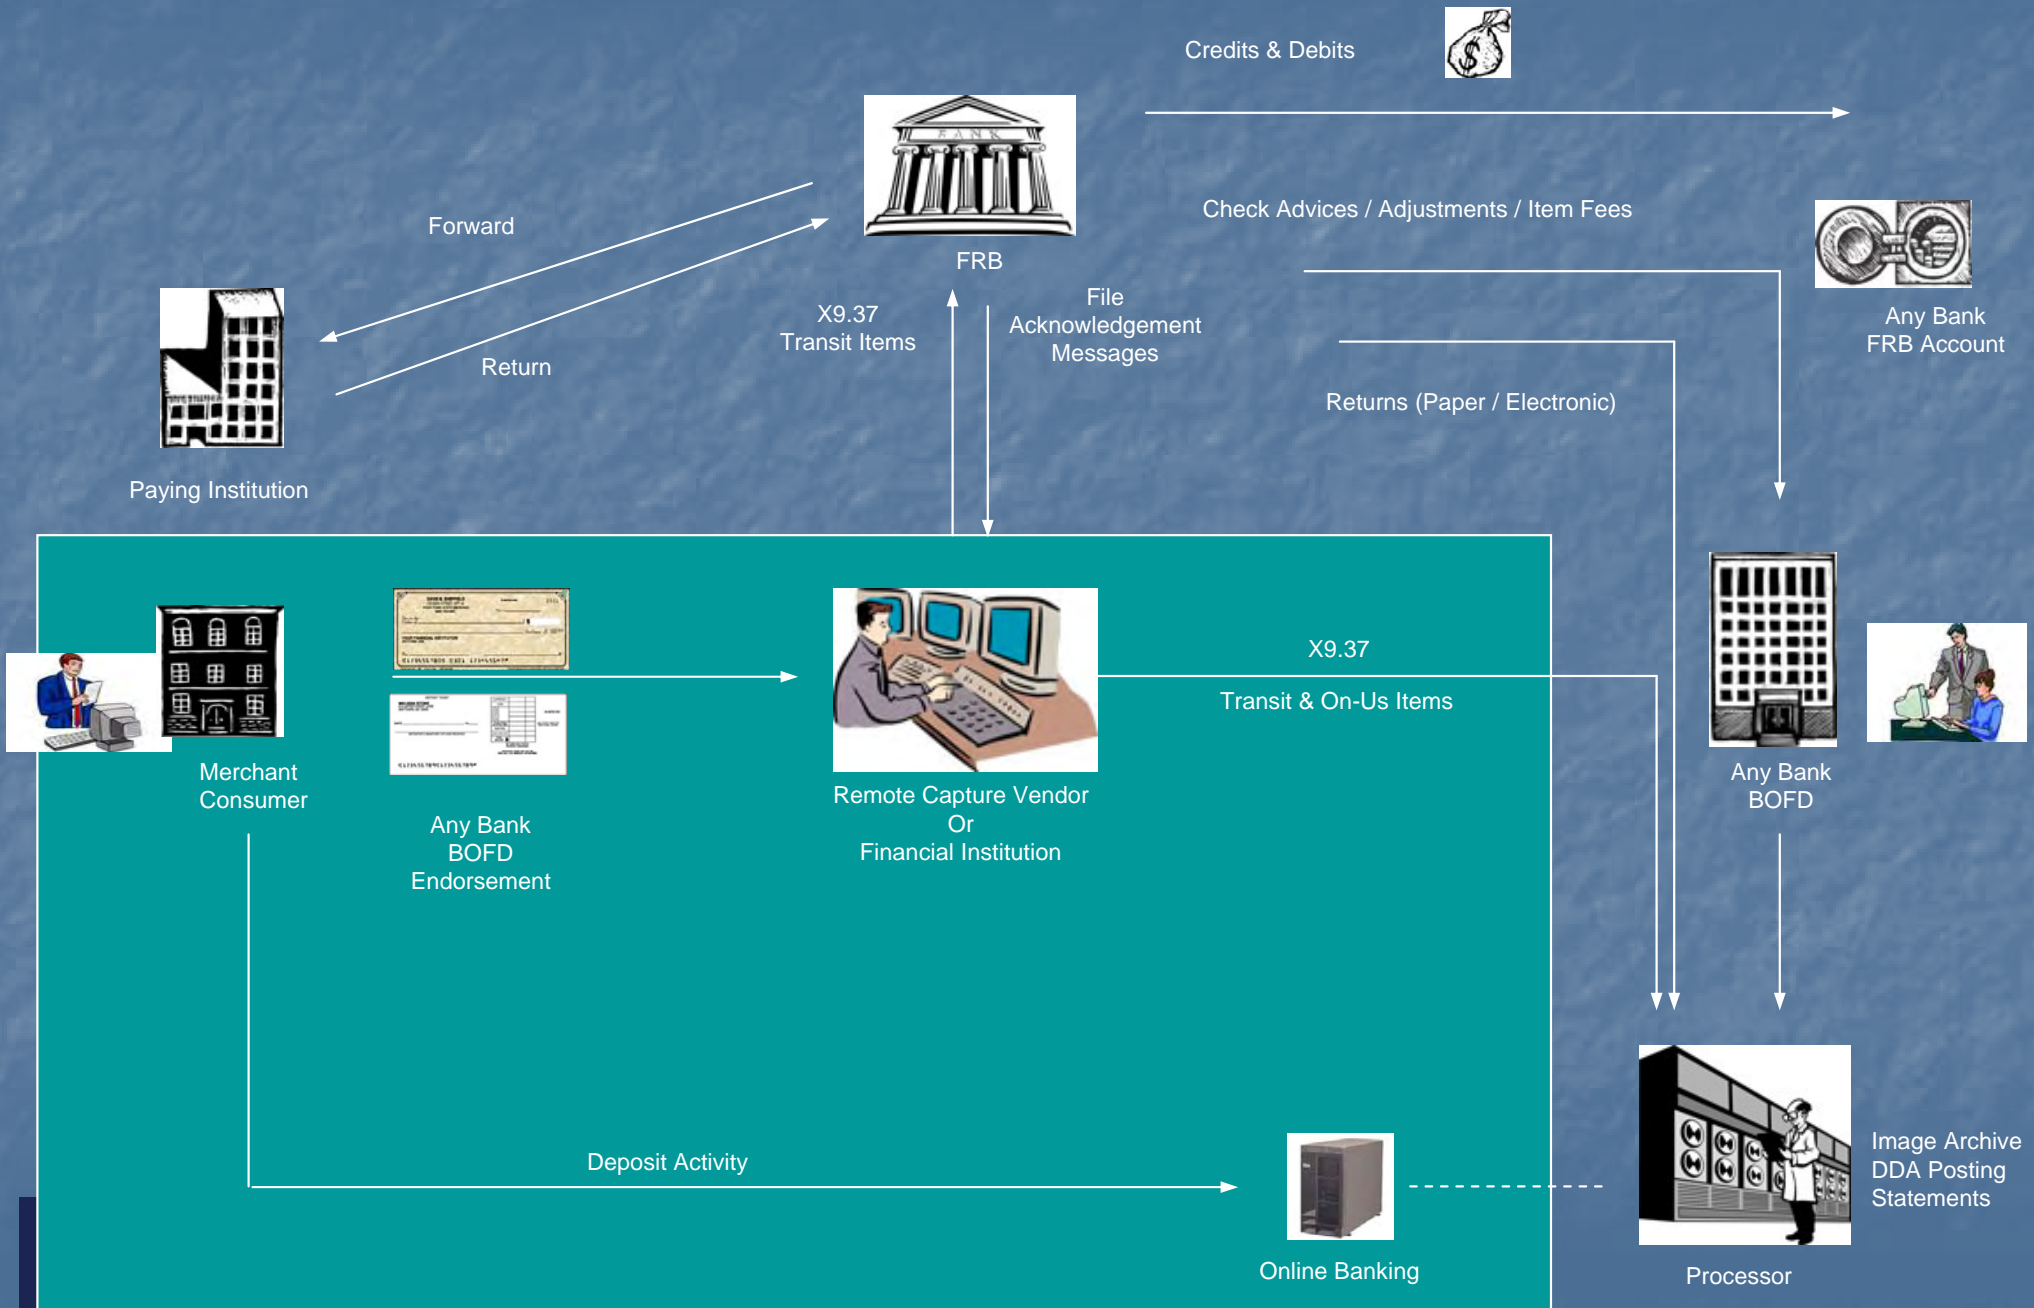 Credits & Debits
BANK
Forward
Check Advices / Adjustments / Item Fees
FRB
X9.37
Transit Items
File
Acknowledgement
Messages
Any Bank
FRB Account
Return
Returns (Paper / Electronic)
Paying Institution
X9.37
Transit & On-Us Items
Merchant
Consumer
Any Bank
BOFD
Endorsement
Remote Capture Vendor
Or
Financial Institution
Any Bank
BOFD
Deposit Activity
Image Archive
DDA Posting
Statements
Online Banking
Processor